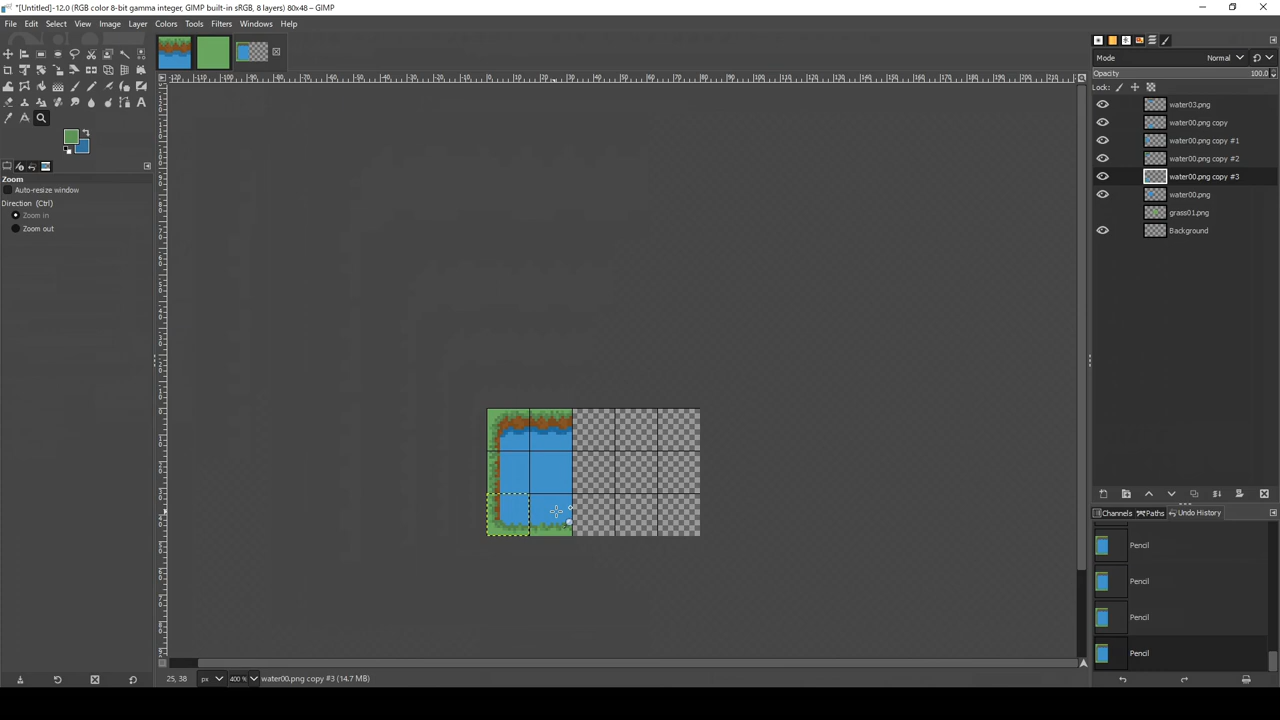 *[Untitled]-12.0 (RGB color 8-bit gamma integer, GIMP built-in sRGB, 8 layers) 80x48 – GIMP
File Edit Select View Image Layer Colors Tools Filters Windows Help
Mode Normal
Opacity 100.0
Lock:
water03.png
water00.png copy
water00.png copy #1
water00.png copy #2
water00.png copy #3
water00.png
grass01.png
Background
Zoom
Auto-resize window
Direction (Ctrl)
Zoom in
Zoom out
Channels Paths Undo History
Pencil
Pencil
Pencil
Pencil
25, 38 px 400 % water00.png copy #3 (14.7 MB)